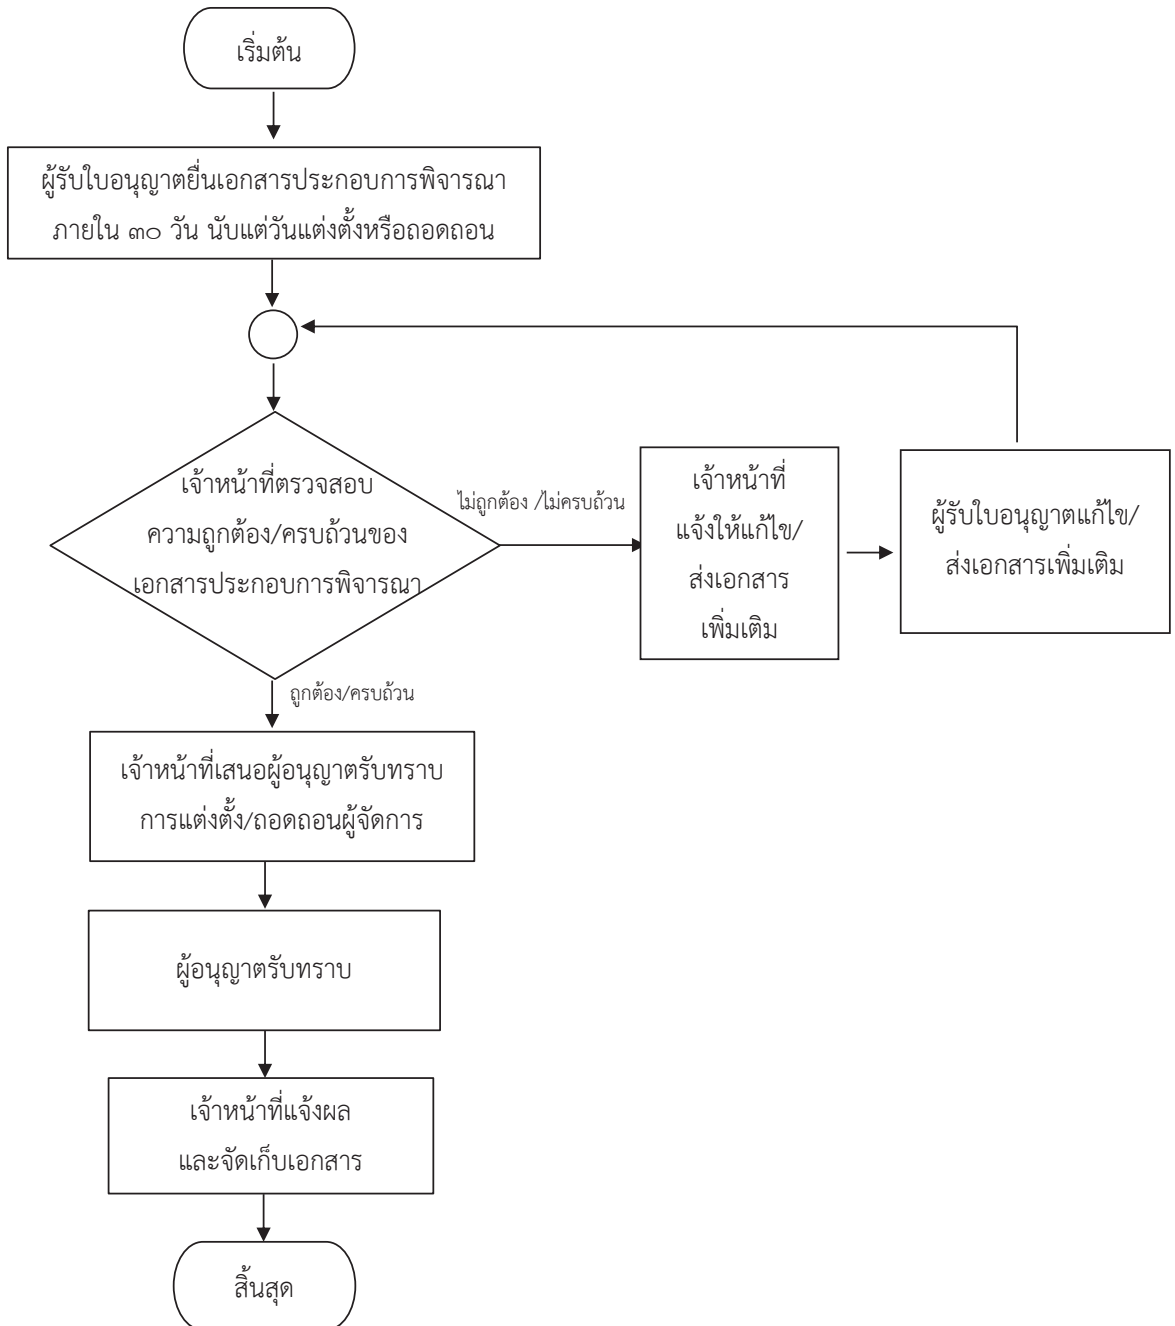 เริ่มต้น
ผู้รับใบอนุญาตยื่นเอกสารประกอบการพิจารณา
ภายใน ๓๐ วัน นับแต่วันแต่งตั้งหรือถอดถอน
เจ้าหน้าที่ตรวจสอบ
ความถูกต้อง/ครบถ้วนของ
เอกสารประกอบการพิจารณา
ไม่ถูกต้อง /ไม่ครบถ้วน
เจ้าหน้าที่
แจ้งให้แก้ไข/
ส่งเอกสาร
เพิ่มเติม
ผู้รับใบอนุญาตแก้ไข/
ส่งเอกสารเพิ่มเติม
ถูกต้อง/ครบถ้วน
เจ้าหน้าที่เสนอผู้อนุญาตรับทราบ
การแต่งตั้ง/ถอดถอนผู้จัดการ
ผู้อนุญาตรับทราบ
เจ้าหน้าที่แจ้งผล
และจัดเก็บเอกสาร
สิ้นสุด